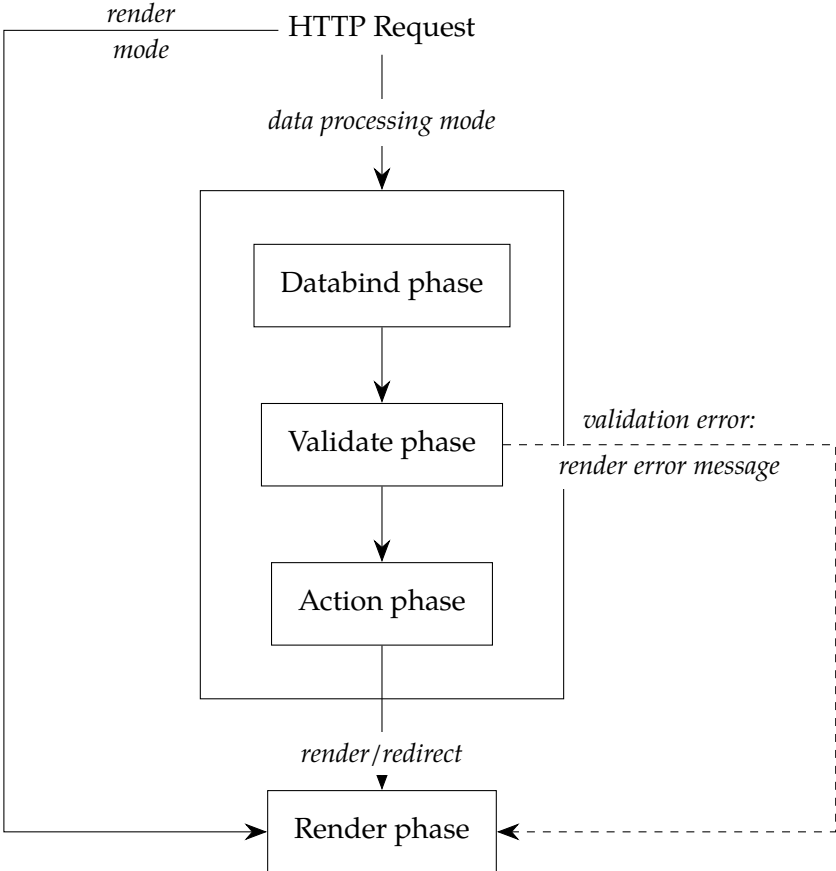 render
mode
HTTP Request
data processing mode
Databind phase
Validate phase
validation error:
render error message
Action phase
render/redirect
Render phase